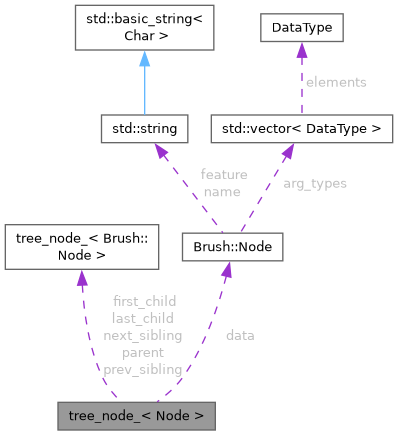 std::basic_string<
Char >
DataType
elements
std::string
std::vector< DataType >
feature
name
arg_types
tree_node_< Brush::
Node >
Brush::Node
first_child
last_child
next_sibling
parent
prev_sibling
data
tree_node_< Node >